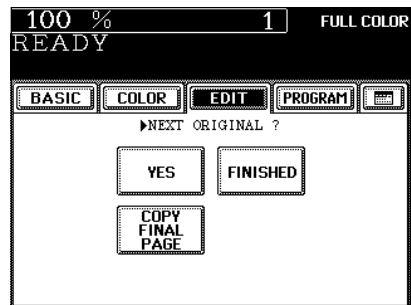 100 % 1 FULL COLOR
READY
BASIC COLOR EDIT PROGRAM
▶NEXT ORIGINAL ?
YES FINISHED
COPY
FINAL
PAGE